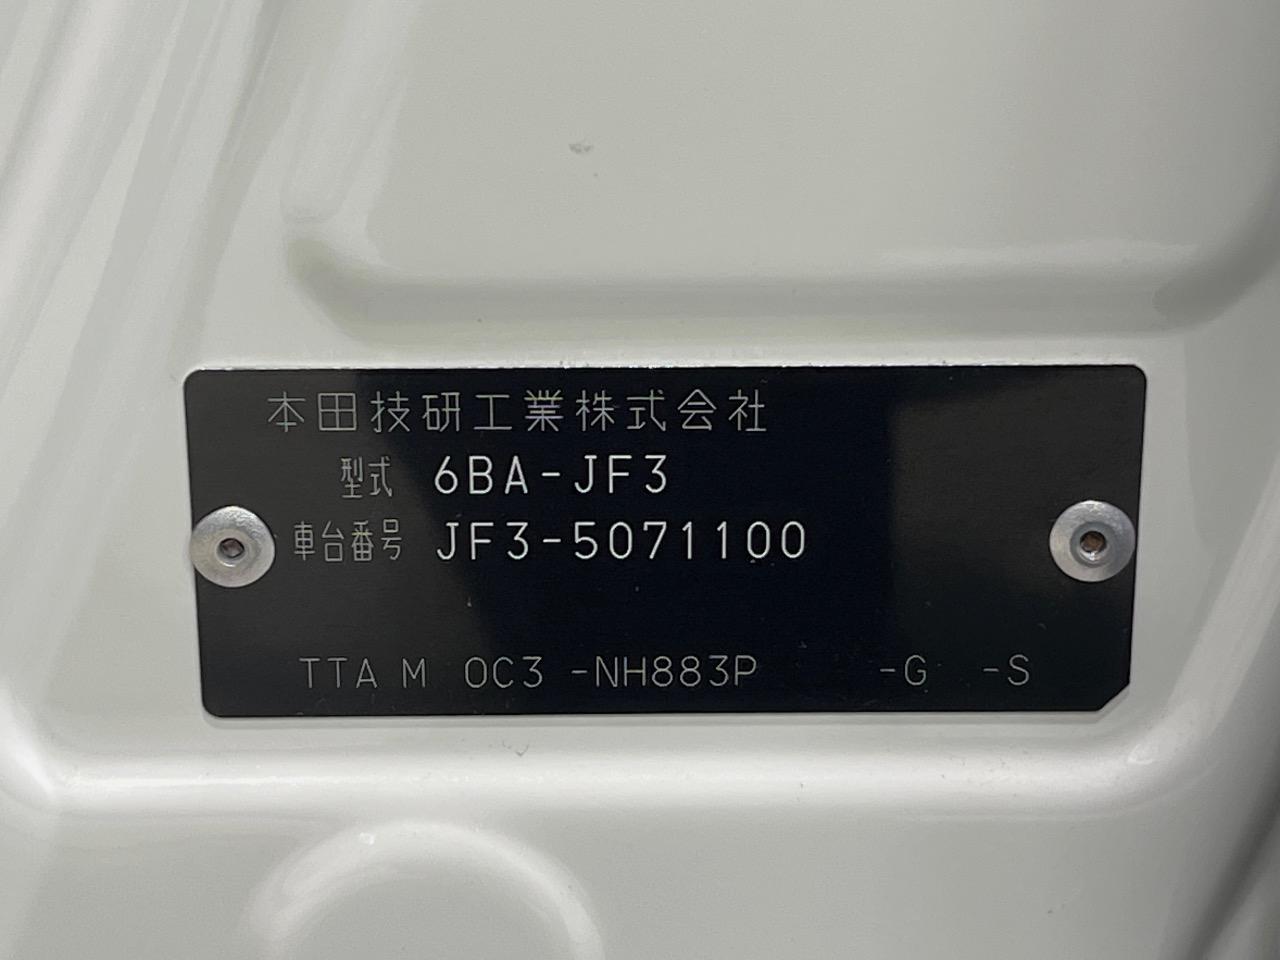 本田技研工業株式会社
型式 6BA-JF3
車台番号 JF3-5071100
TTA M 0C3 -NH883P -G -S